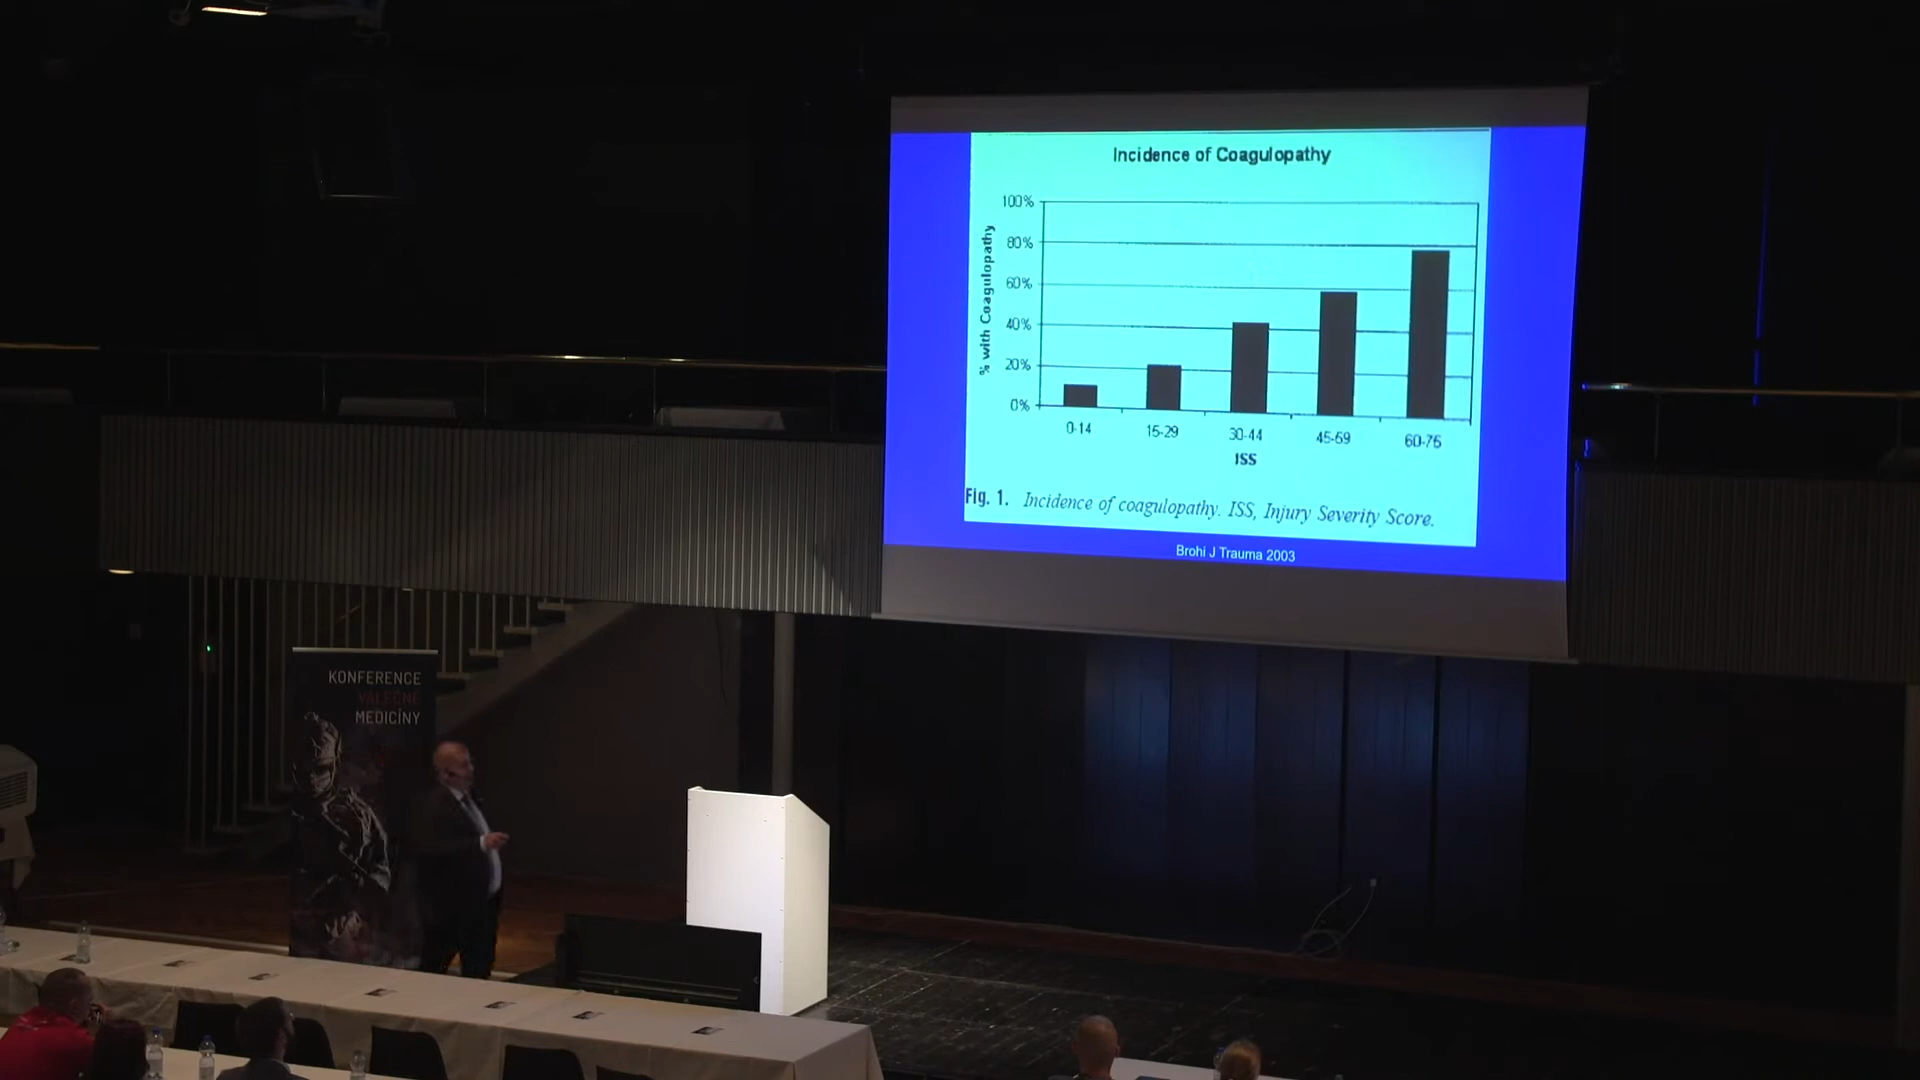 Incidence of Coagulopathy
100%
80%
60%
40%
20%
0%
% with Coagulopathy
0-14
15-29
30-44
45-59
60-75
ISS
Fig. 1. Incidence of coagulopathy. ISS, Injury Severity Score.
Brohi J Trauma 2003
KONFERENCE
VÁLEČNÉ
MEDICÍNY